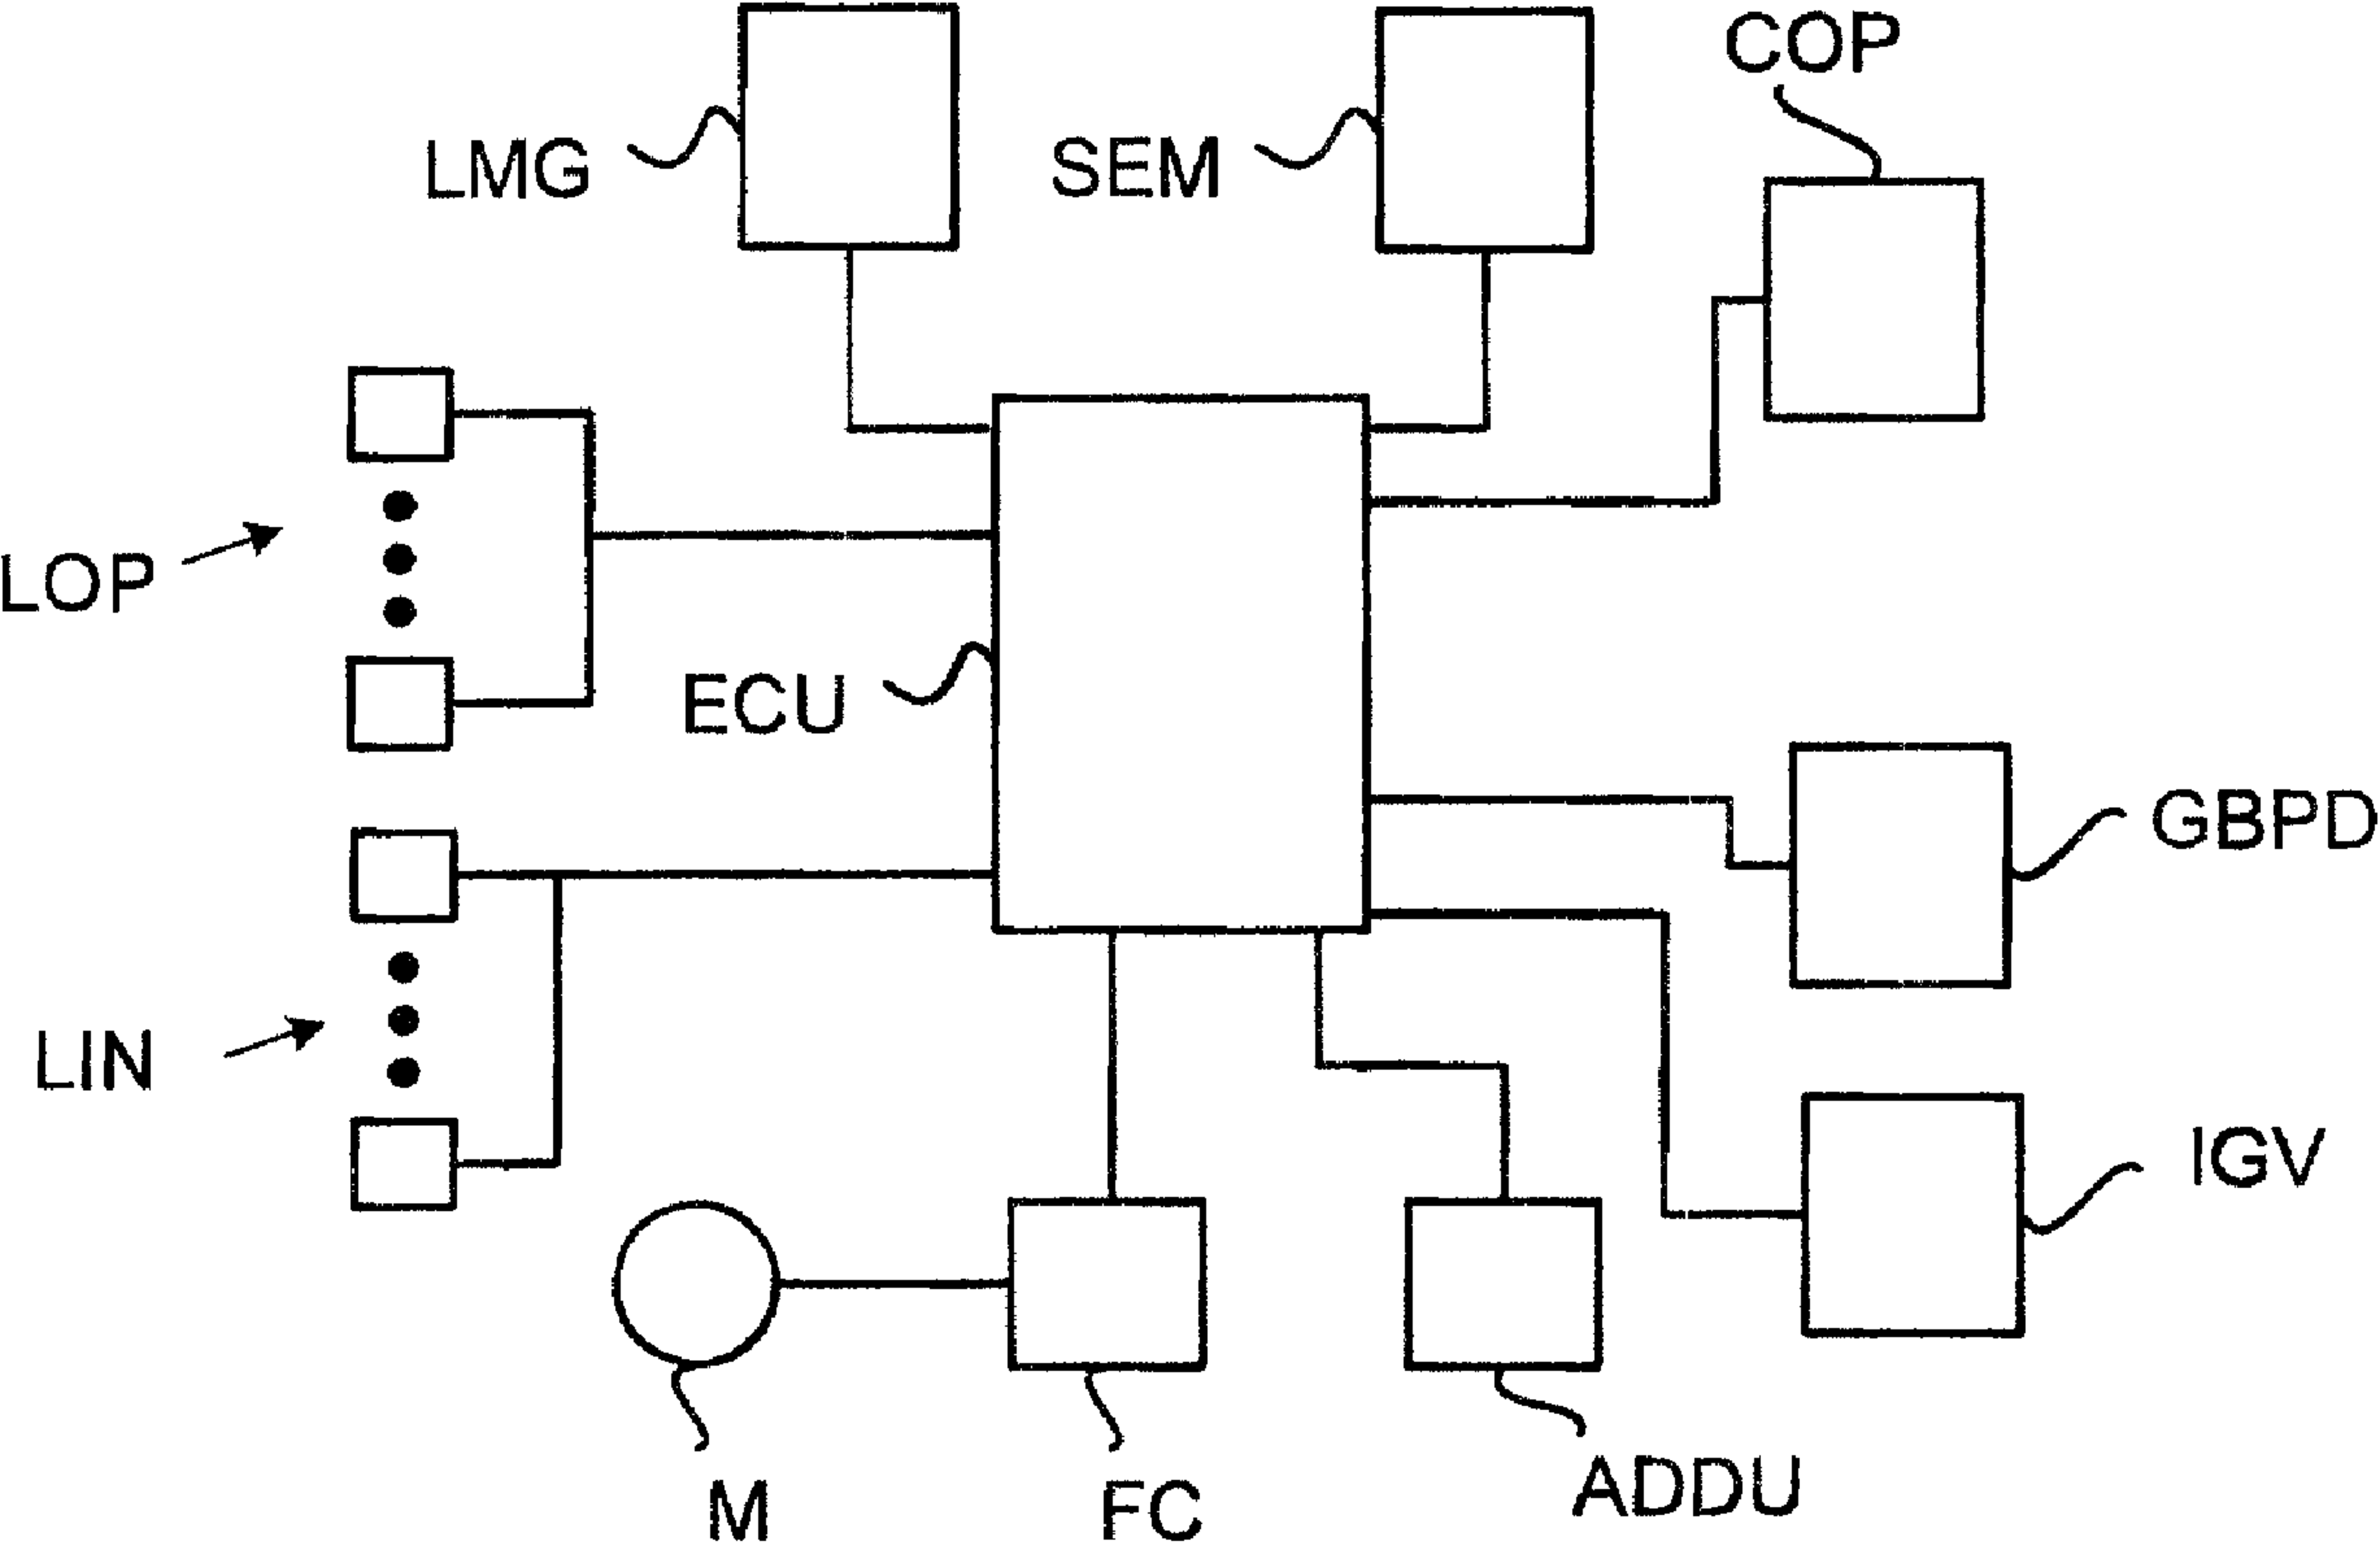 COP
LMG
SEM
LOP
ECU
GBPD
LIN
IGV
M
FC
ADDU